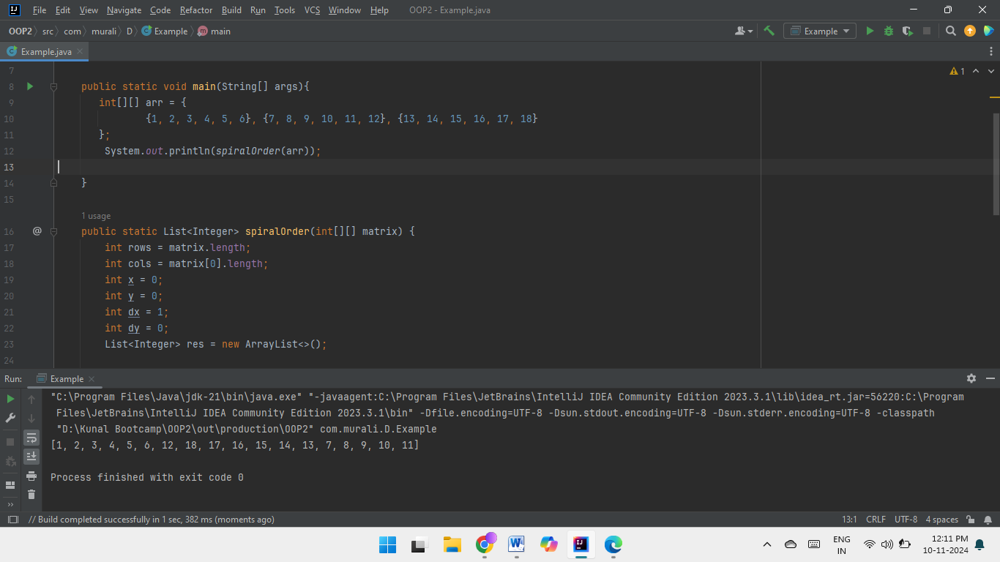 File Edit View Navigate Code Refactor Build Run Tools VCS Window Help OOP2 - Example.java
OOP2 src com murali D Example main
Example
Example.java
1
7
8 public static void main(String[] args){
9 int[][] arr = {
10 {1, 2, 3, 4, 5, 6}, {7, 8, 9, 10, 11, 12}, {13, 14, 15, 16, 17, 18}
11 };
12 System.out.println(spiralOrder(arr));
13
14 }
15
1 usage
16 @ public static List<Integer> spiralOrder(int[][] matrix) {
17 int rows = matrix.length;
18 int cols = matrix[0].length;
19 int x = 0;
20 int y = 0;
21 int dx = 1;
22 int dy = 0;
23 List<Integer> res = new ArrayList<>();
24
Run: Example
"C:\Program Files\Java\jdk-21\bin\java.exe" "-javaagent:C:\Program Files\JetBrains\IntelliJ IDEA Community Edition 2023.3.1\lib\idea_rt.jar=56220:C:\Program
Files\JetBrains\IntelliJ IDEA Community Edition 2023.3.1\bin" -Dfile.encoding=UTF-8 -Dsun.stdout.encoding=UTF-8 -Dsun.stderr.encoding=UTF-8 -classpath
"D:\Kunal Bootcamp\OOP2\out\production\OOP2" com.murali.D.Example
[1, 2, 3, 4, 5, 6, 12, 18, 17, 16, 15, 14, 13, 7, 8, 9, 10, 11]
Process finished with exit code 0
// Build completed successfully in 1 sec, 382 ms (moments ago) 13:1 CRLF UTF-8 4 spaces
ENG
IN
12:11 PM
10-11-2024